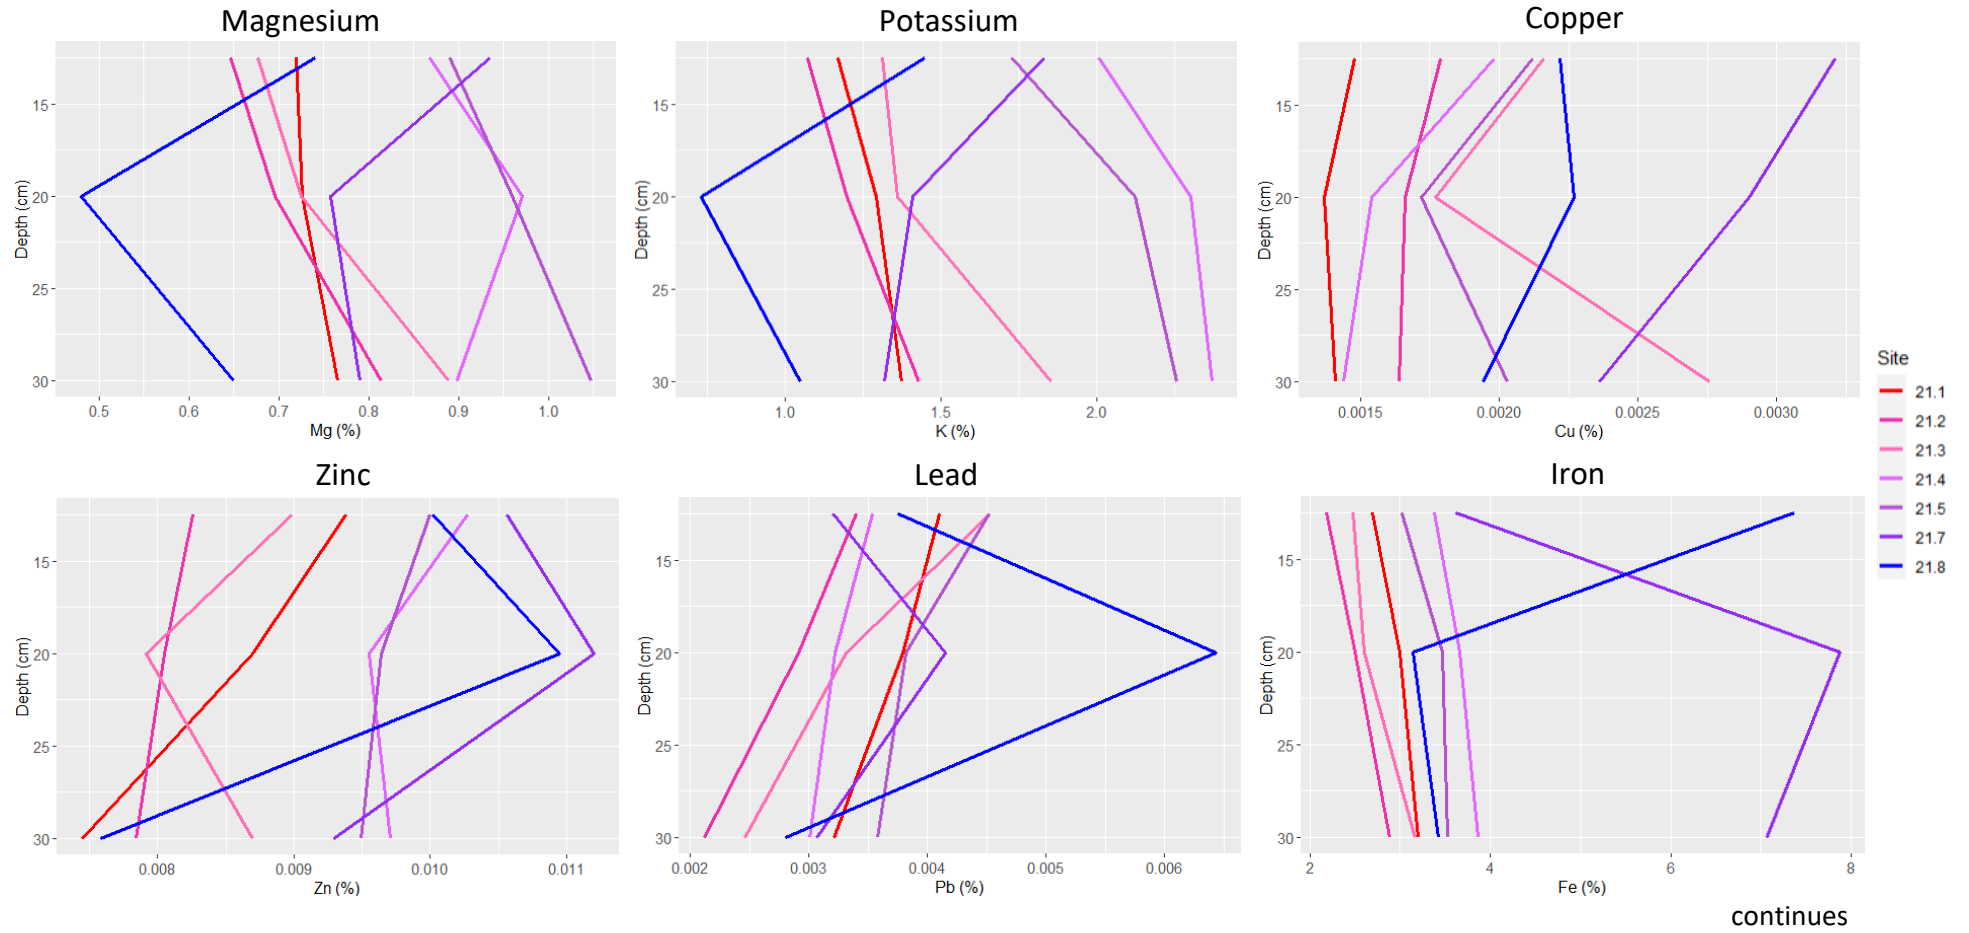 Magnesium
Potassium
Copper
15
20
25
30
Depth (cm)
0.5 0.6 0.7 0.8 0.9 1.0
Mg (%)
15
20
25
30
Depth (cm)
1.0 1.5 2.0
K (%)
15
20
25
30
Depth (cm)
0.0015 0.0020 0.0025 0.0030
Cu (%)
Site
21.1
21.2
21.3
21.4
21.5
21.7
21.8
Zinc
Lead
Iron
15
20
25
30
Depth (cm)
0.008 0.009 0.010 0.011
Zn (%)
15
20
25
30
Depth (cm)
0.002 0.003 0.004 0.005 0.006
Pb (%)
15
20
25
30
Depth (cm)
2 4 6 8
Fe (%)
continues